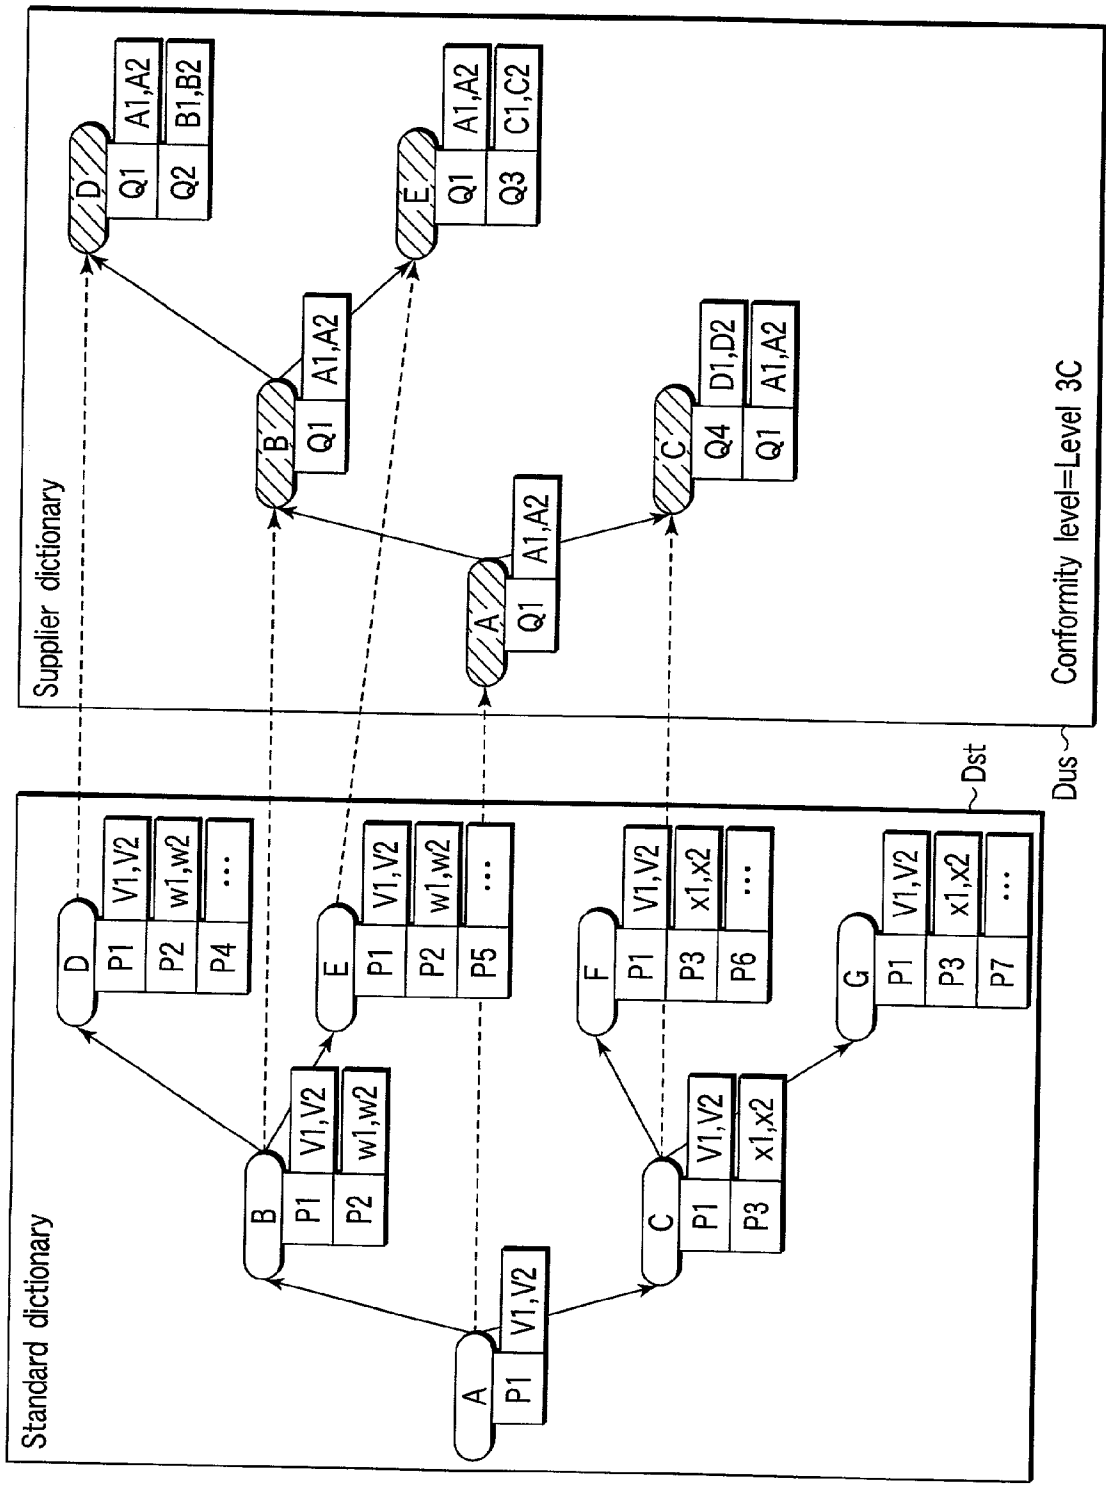 Standard dictionary
A
P1 V1,V2
B
P1 V1,V2
P2 w1,w2
C
P1 V1,V2
P3 x1,x2
D
P1 V1,V2
P2 w1,w2
P4 ...
E
P1 V1,V2
P2 w1,w2
P5 ...
F
P1 V1,V2
P3 x1,x2
P6 ...
G
P1 V1,V2
P3 x1,x2
P7 ...
Dst
Supplier dictionary
A
Q1 A1,A2
B
Q1 A1,A2
C
Q4 D1,D2
Q1 A1,A2
D
Q1 A1,A2
Q2 B1,B2
E
Q1 A1,A2
Q3 C1,C2
Conformity level=Level 3C
Dus